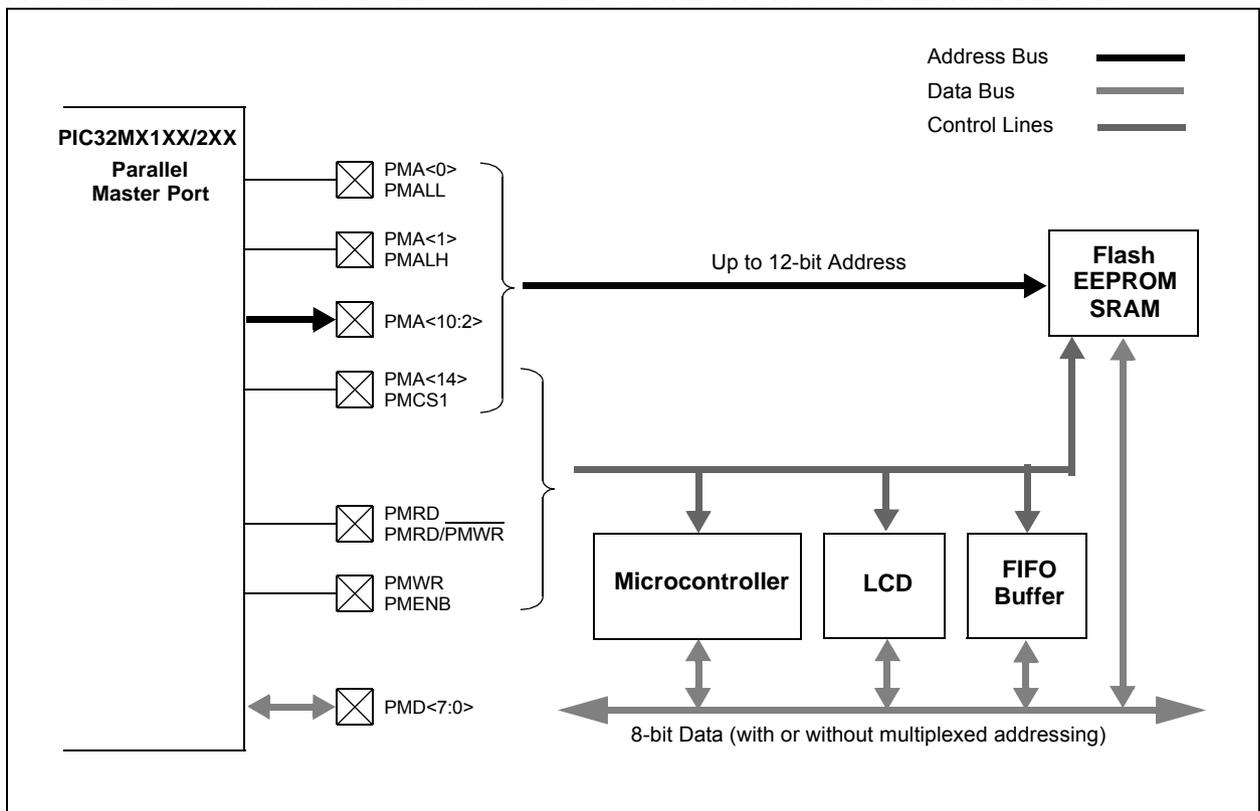 Address Bus
Data Bus
Control Lines
PIC32MX1XX/2XX
Parallel
Master Port
PMA<0>
PMALL
PMA<1>
PMALH
PMA<10:2>
PMA<14>
PMCS1
PMRD
PMRD/PMWR
PMWR
PMENB
PMD<7:0>
Up to 12-bit Address
Flash
EEPROM
SRAM
Microcontroller
LCD
FIFO
Buffer
8-bit Data (with or without multiplexed addressing)